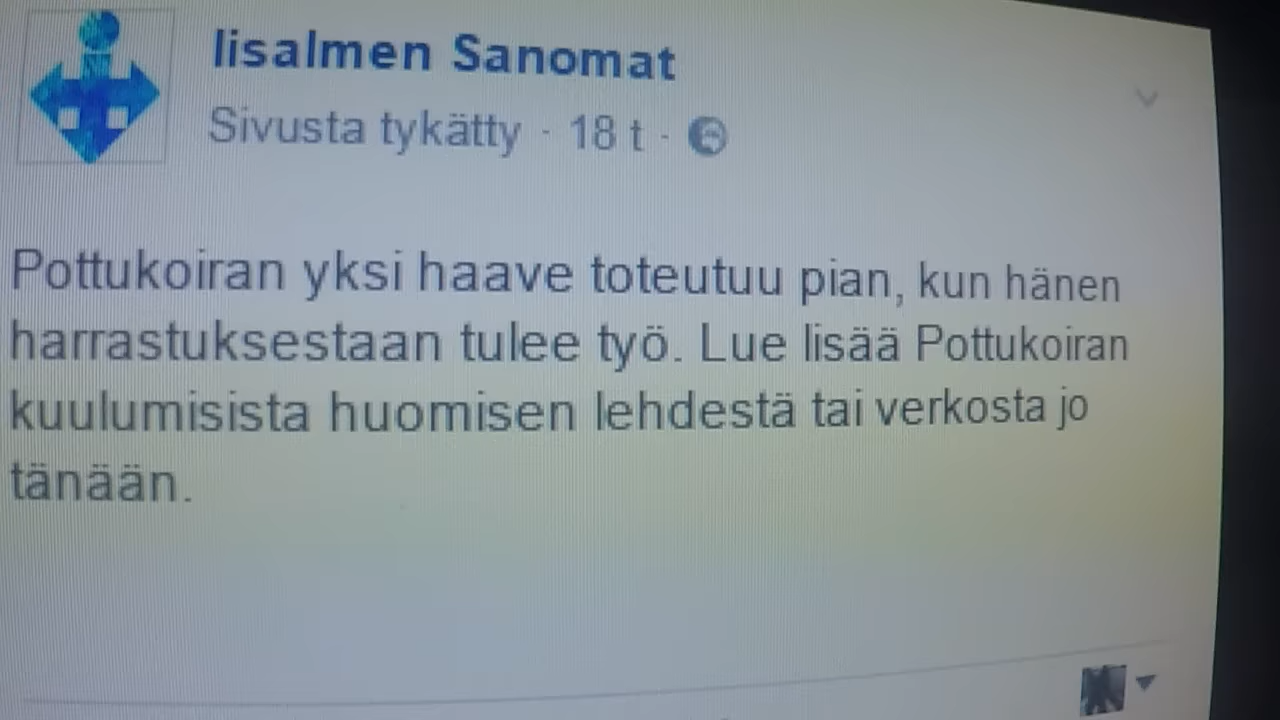 Iisalmen Sanomat
Sivusta tykätty · 18 t ·
Pottukoiran yksi haave toteutuu pian, kun hänen
harrastuksestaan tulee työ. Lue lisää Pottukoiran
kuulumisista huomisen lehdestä tai verkosta jo
tänään.